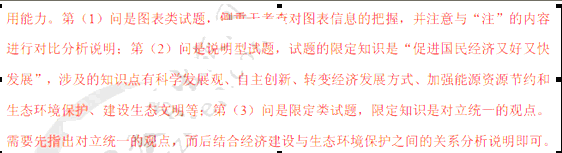 用能力。第（1）问是图表类试题，侧重于考查对图表信息的把握，并注意与“注”的内容
进行对比分析说明；第（2）问是说明型试题，试题的限定知识是“促进国民经济又好又快
发展”，涉及的知识点有科学发展观、自主创新、转变经济发展方式、加强能源资源节约和
生态环境保护、建设生态文明等；第（3）问是限定类试题，限定知识是对立统一的观点。
需要先指出对立统一的观点，而后结合经济建设与生态环境保护之间的关系分析说明即可。